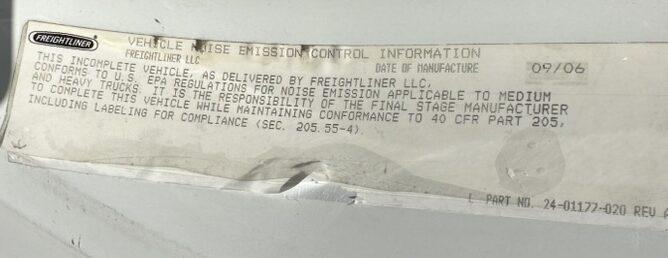 FREIGHTLINER
VEHICLE NOISE EMISSION CONTROL INFORMATION
FREIGHTLINER LLC
DATE OF MANUFACTURE 09/06
THIS INCOMPLETE VEHICLE, AS DELIVERED BY FREIGHTLINER LLC,
CONFORMS TO U.S. EPA REGULATIONS FOR NOISE EMISSION APPLICABLE TO MEDIUM
AND HEAVY TRUCKS. IT IS THE RESPONSIBILITY OF THE FINAL STAGE MANUFACTURER
TO COMPLETE THIS VEHICLE WHILE MAINTAINING CONFORMANCE TO 40 CFR PART 205,
INCLUDING LABELING FOR COMPLIANCE (SEC. 205.55-4).
PART NO. 24-01177-020 REV